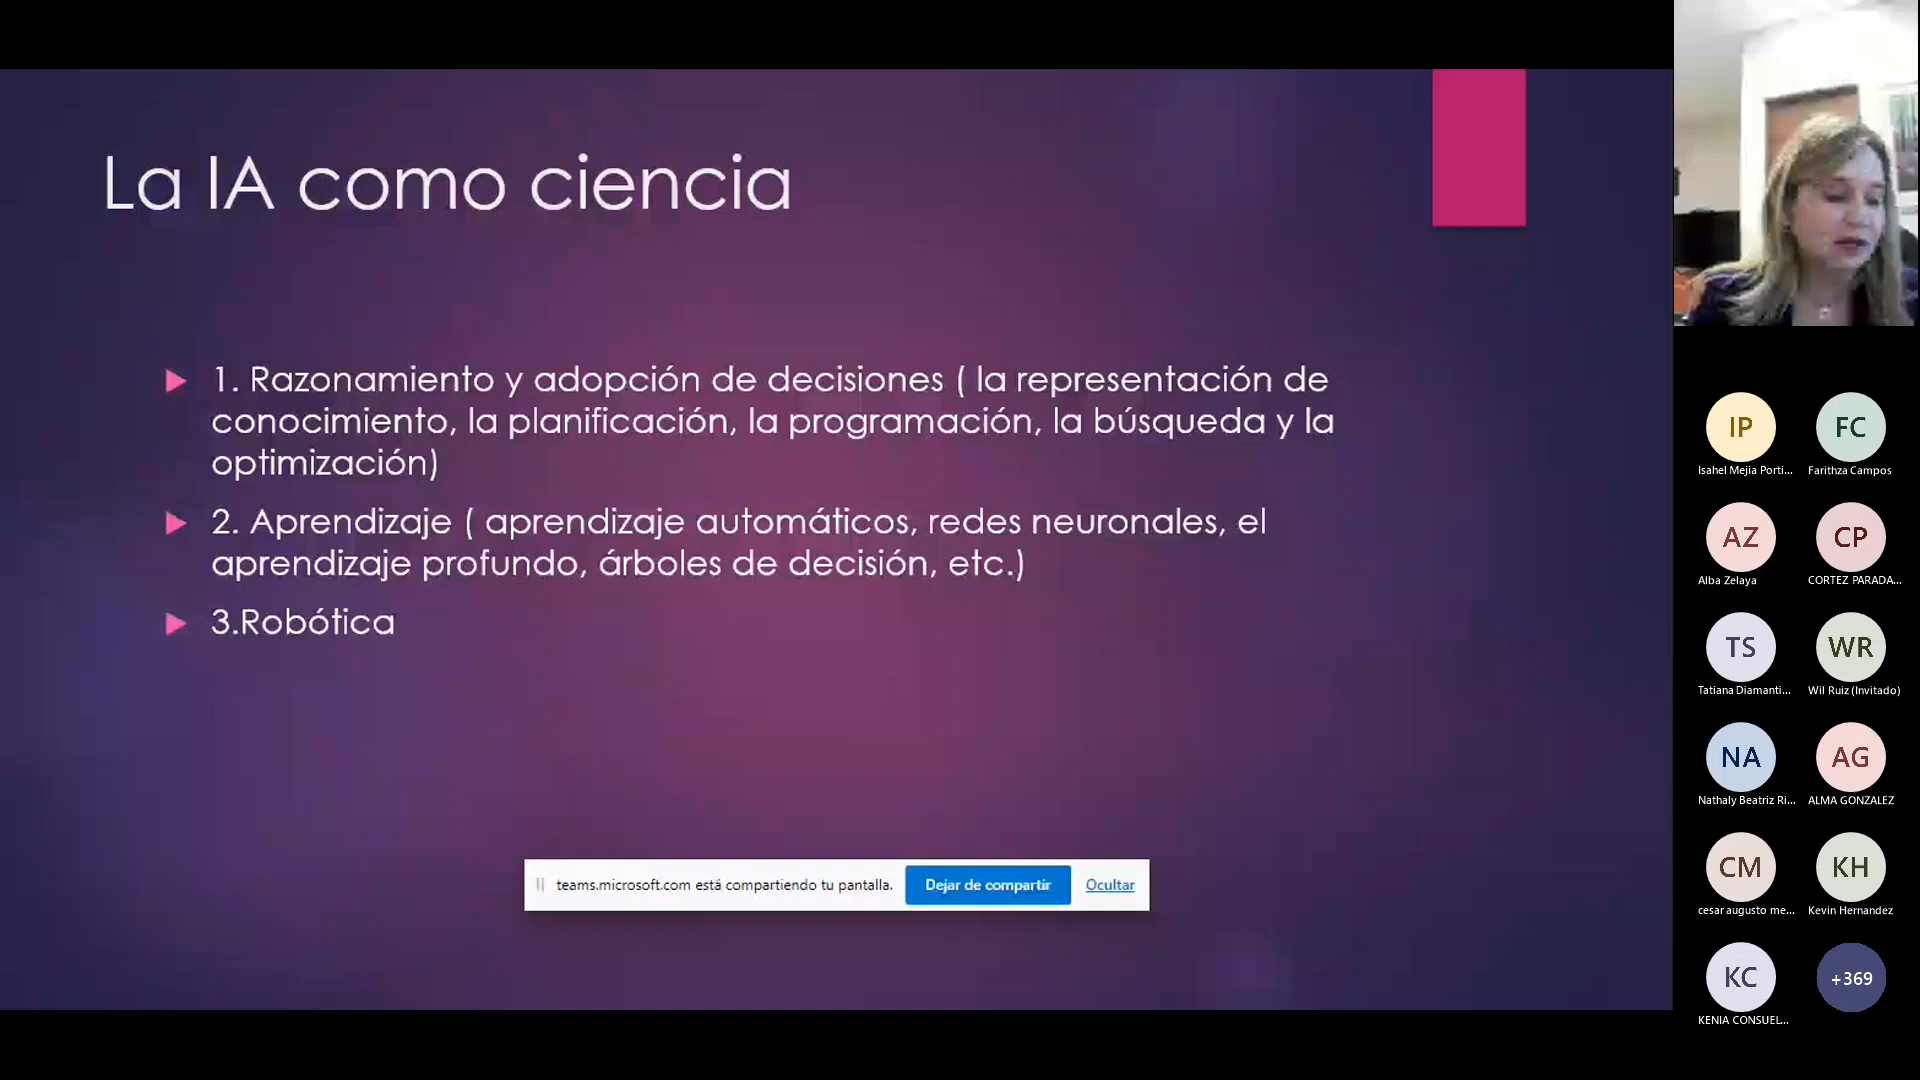 La IA como ciencia
1. Razonamiento y adopción de decisiones ( la representación de
conocimiento, la planificación, la programación, la búsqueda y la
optimización)
2. Aprendizaje ( aprendizaje automáticos, redes neuronales, el
aprendizaje profundo, árboles de decisión, etc.)
3.Robótica
teams.microsoft.com está compartiendo tu pantalla. Dejar de compartir Ocultar
IP FC
Isahel Mejia Porti... Farithza Campos
AZ CP
Alba Zelaya CORTEZ PARADA...
TS WR
Tatiana Diamanti... Wil Ruiz (Invitado)
NA AG
Nathaly Beatriz Ri... ALMA GONZALEZ
CM KH
cesar augusto me... Kevin Hernandez
KC +369
KENIA CONSUEL...